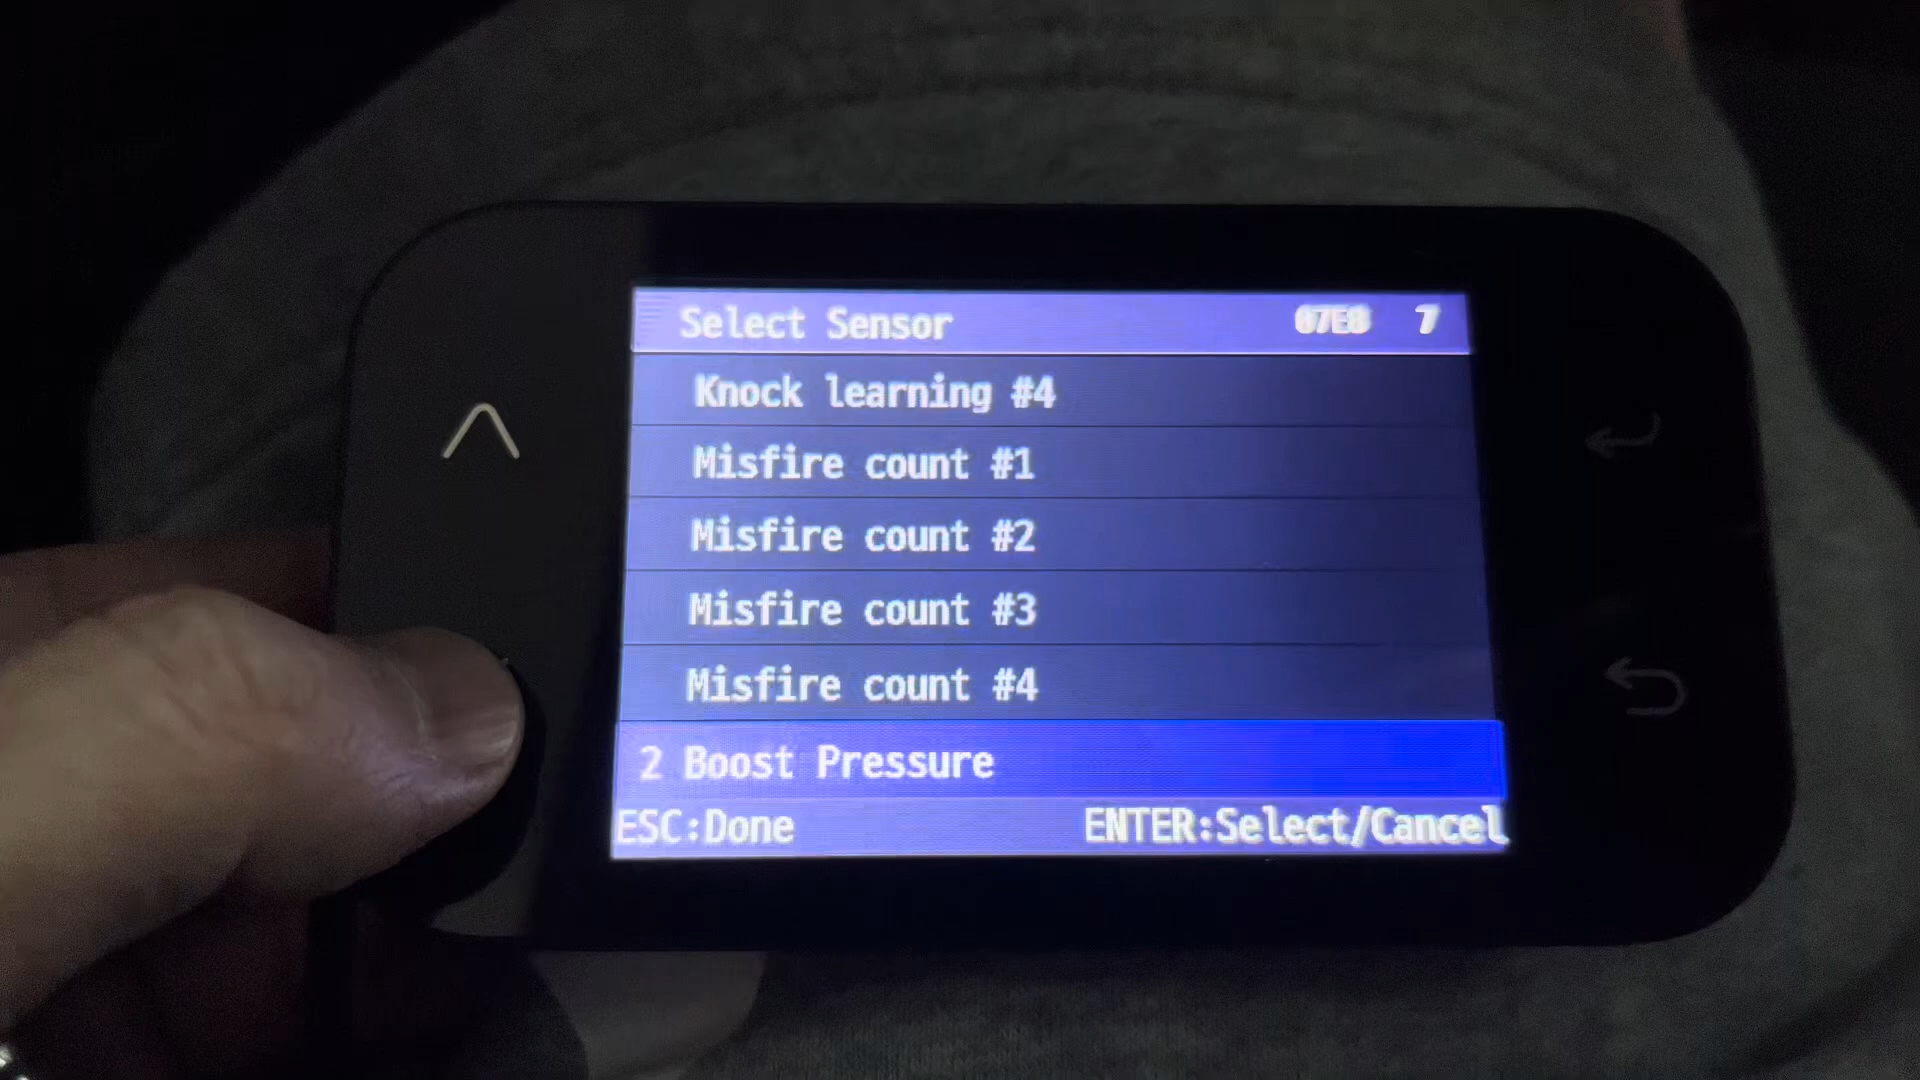 Select Sensor 07E8 7
Knock learning #4
Misfire count #1
Misfire count #2
Misfire count #3
Misfire count #4
2 Boost Pressure
ESC:Done ENTER:Select/Cancel